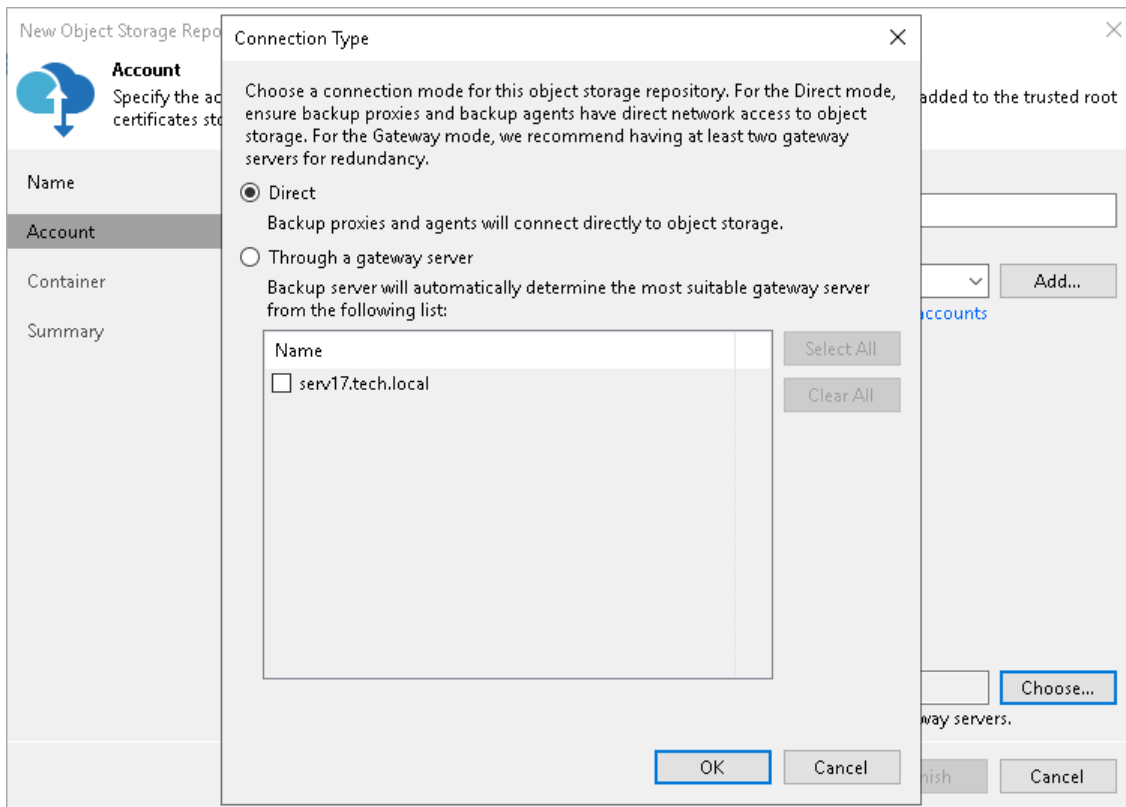 New Object Storage Repo
Account
Specify the ac
certificates sto
added to the trusted root
Name
Account
Container
Summary
Add...
accounts
Choose...
way servers.
nish
Cancel
Connection Type
Choose a connection mode for this object storage repository. For the Direct mode,
ensure backup proxies and backup agents have direct network access to object
storage. For the Gateway mode, we recommend having at least two gateway
servers for redundancy.
Direct
Backup proxies and agents will connect directly to object storage.
Through a gateway server
Backup server will automatically determine the most suitable gateway server
from the following list:
Name
Select All
serv17.tech.local
Clear All
OK
Cancel